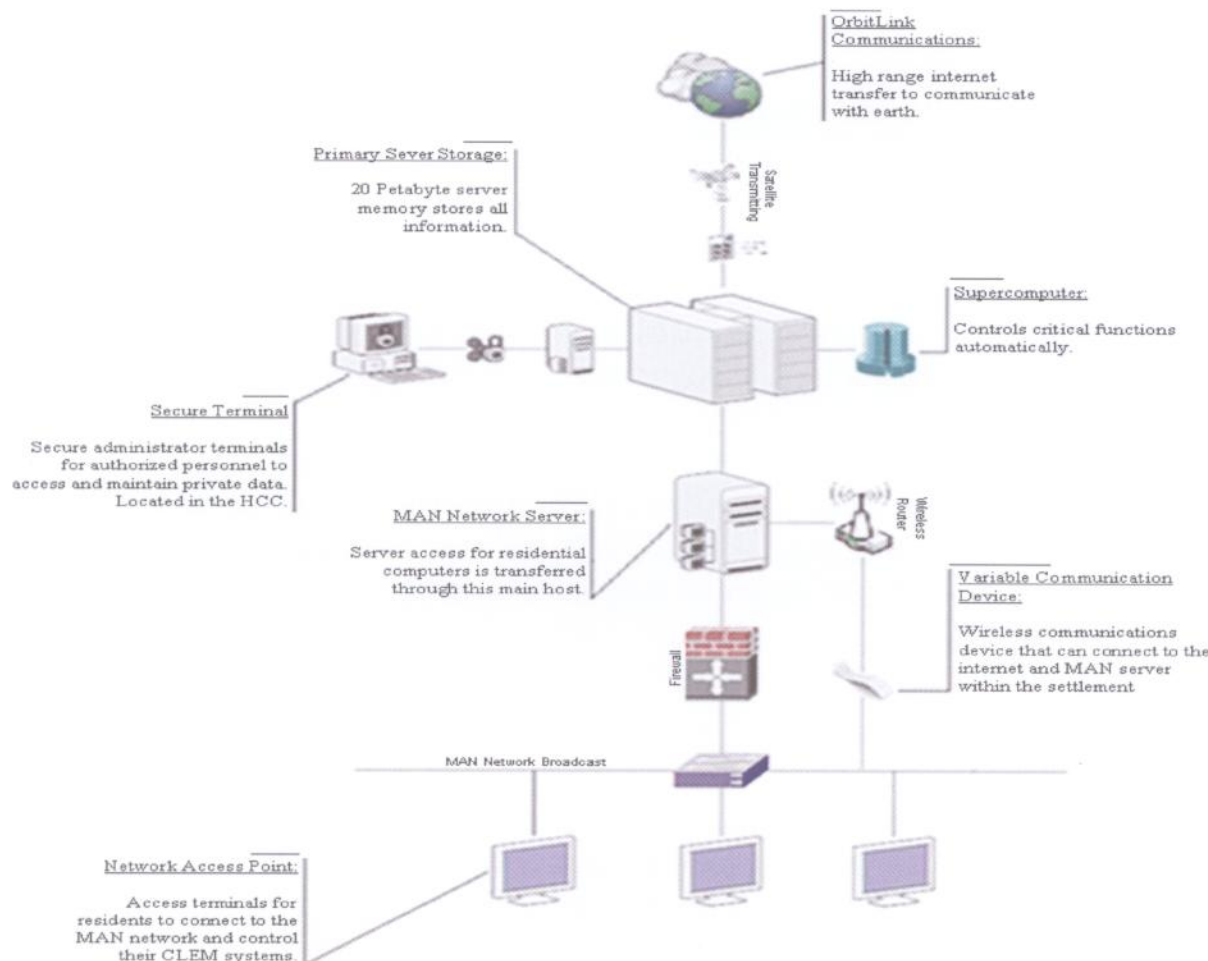 OrbitLink
Communications:
High range internet
transfer to communicate
with earth.
Primary Sever Storage:
20 Petabyte server
memory stores all
information.
Satellite
Transmitting
Supercomputer:
Controls critical functions
automatically.
Secure Terminal
Secure administrator terminals
for authorized personnel to
access and maintain private data.
Located in the HCC.
MAN Network Server:
Server access for residential
computers is transferred
through this main host.
Wireless
Router
Variable Communication
Device:
Wireless communications
device that can connect to the
internet and MAN server
within the settlement
Firewall
MAN Network Broadcast
Network Access Point:
Access terminals for
residents to connect to the
MAN network and control
their CLEM systems.